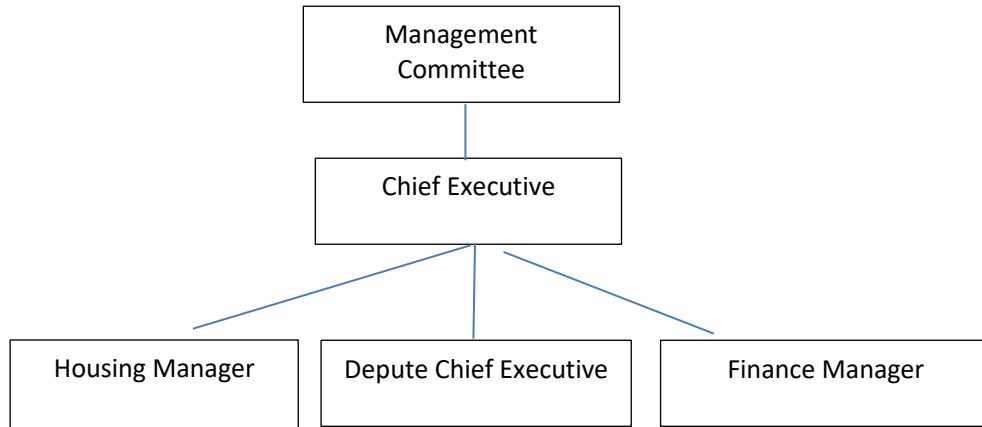 Management
Committee
Chief Executive
Housing Manager
Depute Chief Executive
Finance Manager